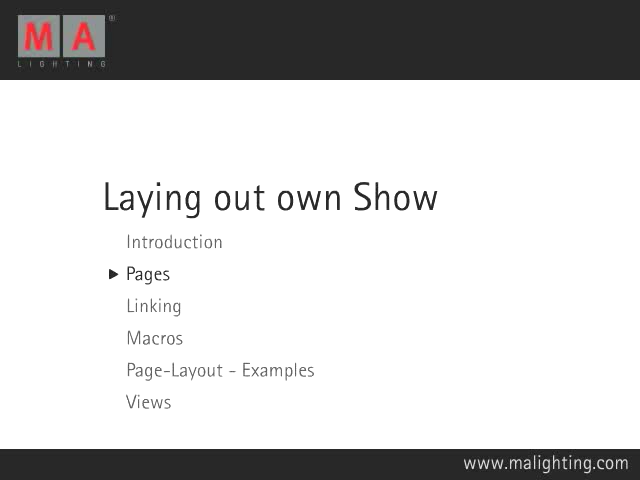 MA®
LIGHTING
Laying out own Show
Introduction
Pages
Linking
Macros
Page-Layout - Examples
Views
www.malighting.com